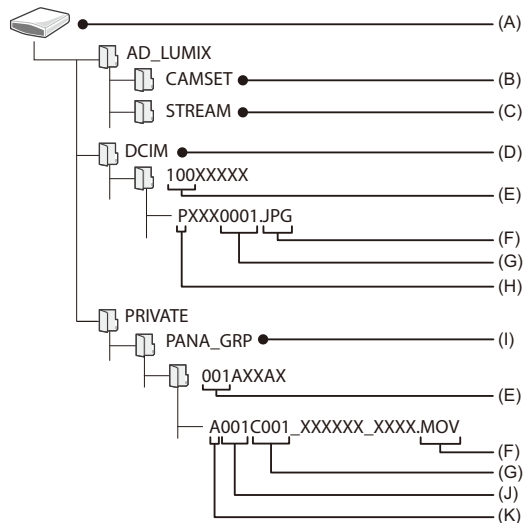 (A)
AD_LUMIX
CAMSET (B)
STREAM (C)
DCIM (D)
100XXXXX
(E)
PXXX0001.JPG
(F)
(G)
(H)
PRIVATE
PANA_GRP (I)
001AXXAX
(E)
A001C001_XXXXXX_XXXX.MOV
(F)
(G)
(J)
(K)